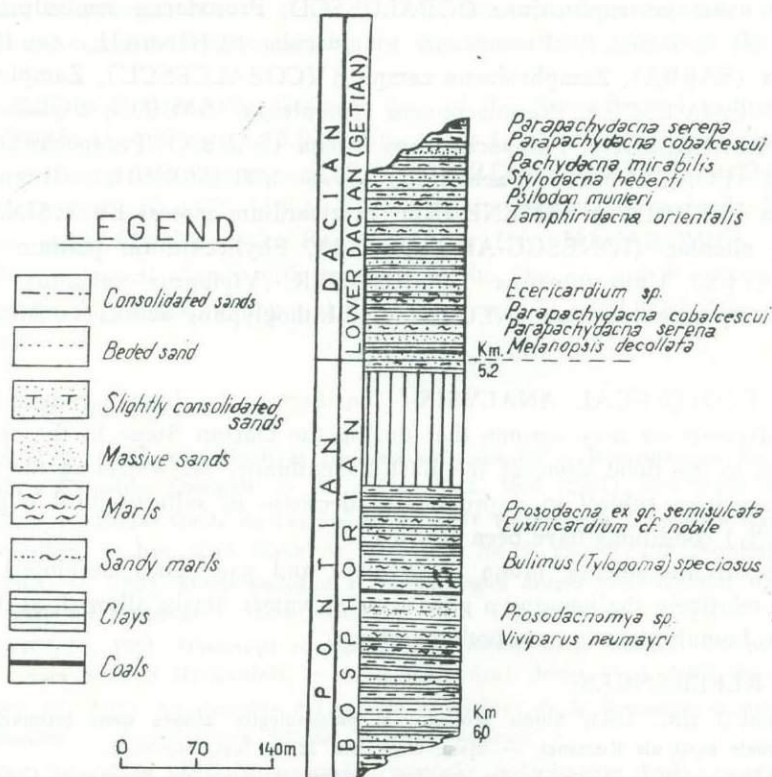 LEGEND
Consolidated sands
Beded sand
Slightly consolidated
sands
Massive sands
Marls
Sandy marls
Clays
Coals
0 70 140m
DACIAN
LOWER DACIAN (GETIAN)
PONTIAN
BOSPHORIAN
Parapachydacna serena
Parapachydacna cobalcescui
Pachydacna mirabilis
Stylodacna heberti
Psilodon munieri
Zamphiridacna orientalis
Ecericardium sp.
Parapachydacna cobalcescui
Parapachydacna serena
Melanopsis decollata
Km.
5.2
Prosodacna ex gr. semisulcata
Euxinicardium cf. nobile
Bulimus (Tylopoma) speciosus
Prosodacnomya sp.
Viviparus neumayri
Km
6.0